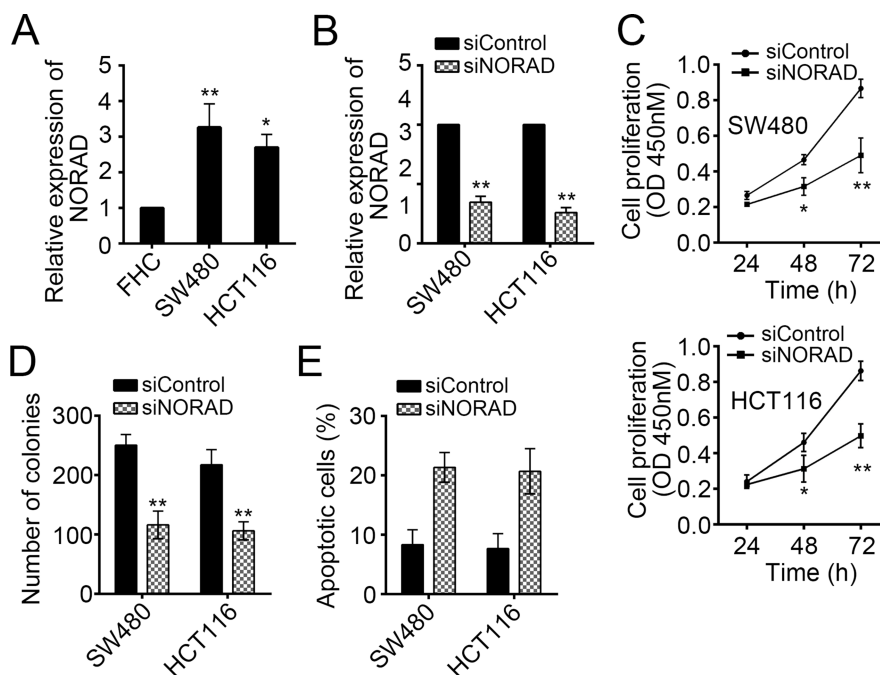 A
Relative expression of
NORAD
5
4
3
2
1
0
**
*
FHC
SW480
HCT116
B
siControl
siNORAD
Relative expression of
NORAD
5
4
3
2
1
0
**
**
SW480
HCT116
C
siControl
siNORAD
SW480
Cell proliferation
(OD 450nM)
1.0
0.8
0.6
0.4
0.2
0.0
*
**
24
48
72
Time (h)
siControl
siNORAD
HCT116
Cell proliferation
(OD 450nM)
1.0
0.8
0.6
0.4
0.2
0.0
*
**
24
48
72
Time (h)
D
siControl
siNORAD
Number of colonies
300
200
100
0
**
**
SW480
HCT116
E
siControl
siNORAD
Apoptotic cells (%)
30
20
10
0
SW480
HCT116